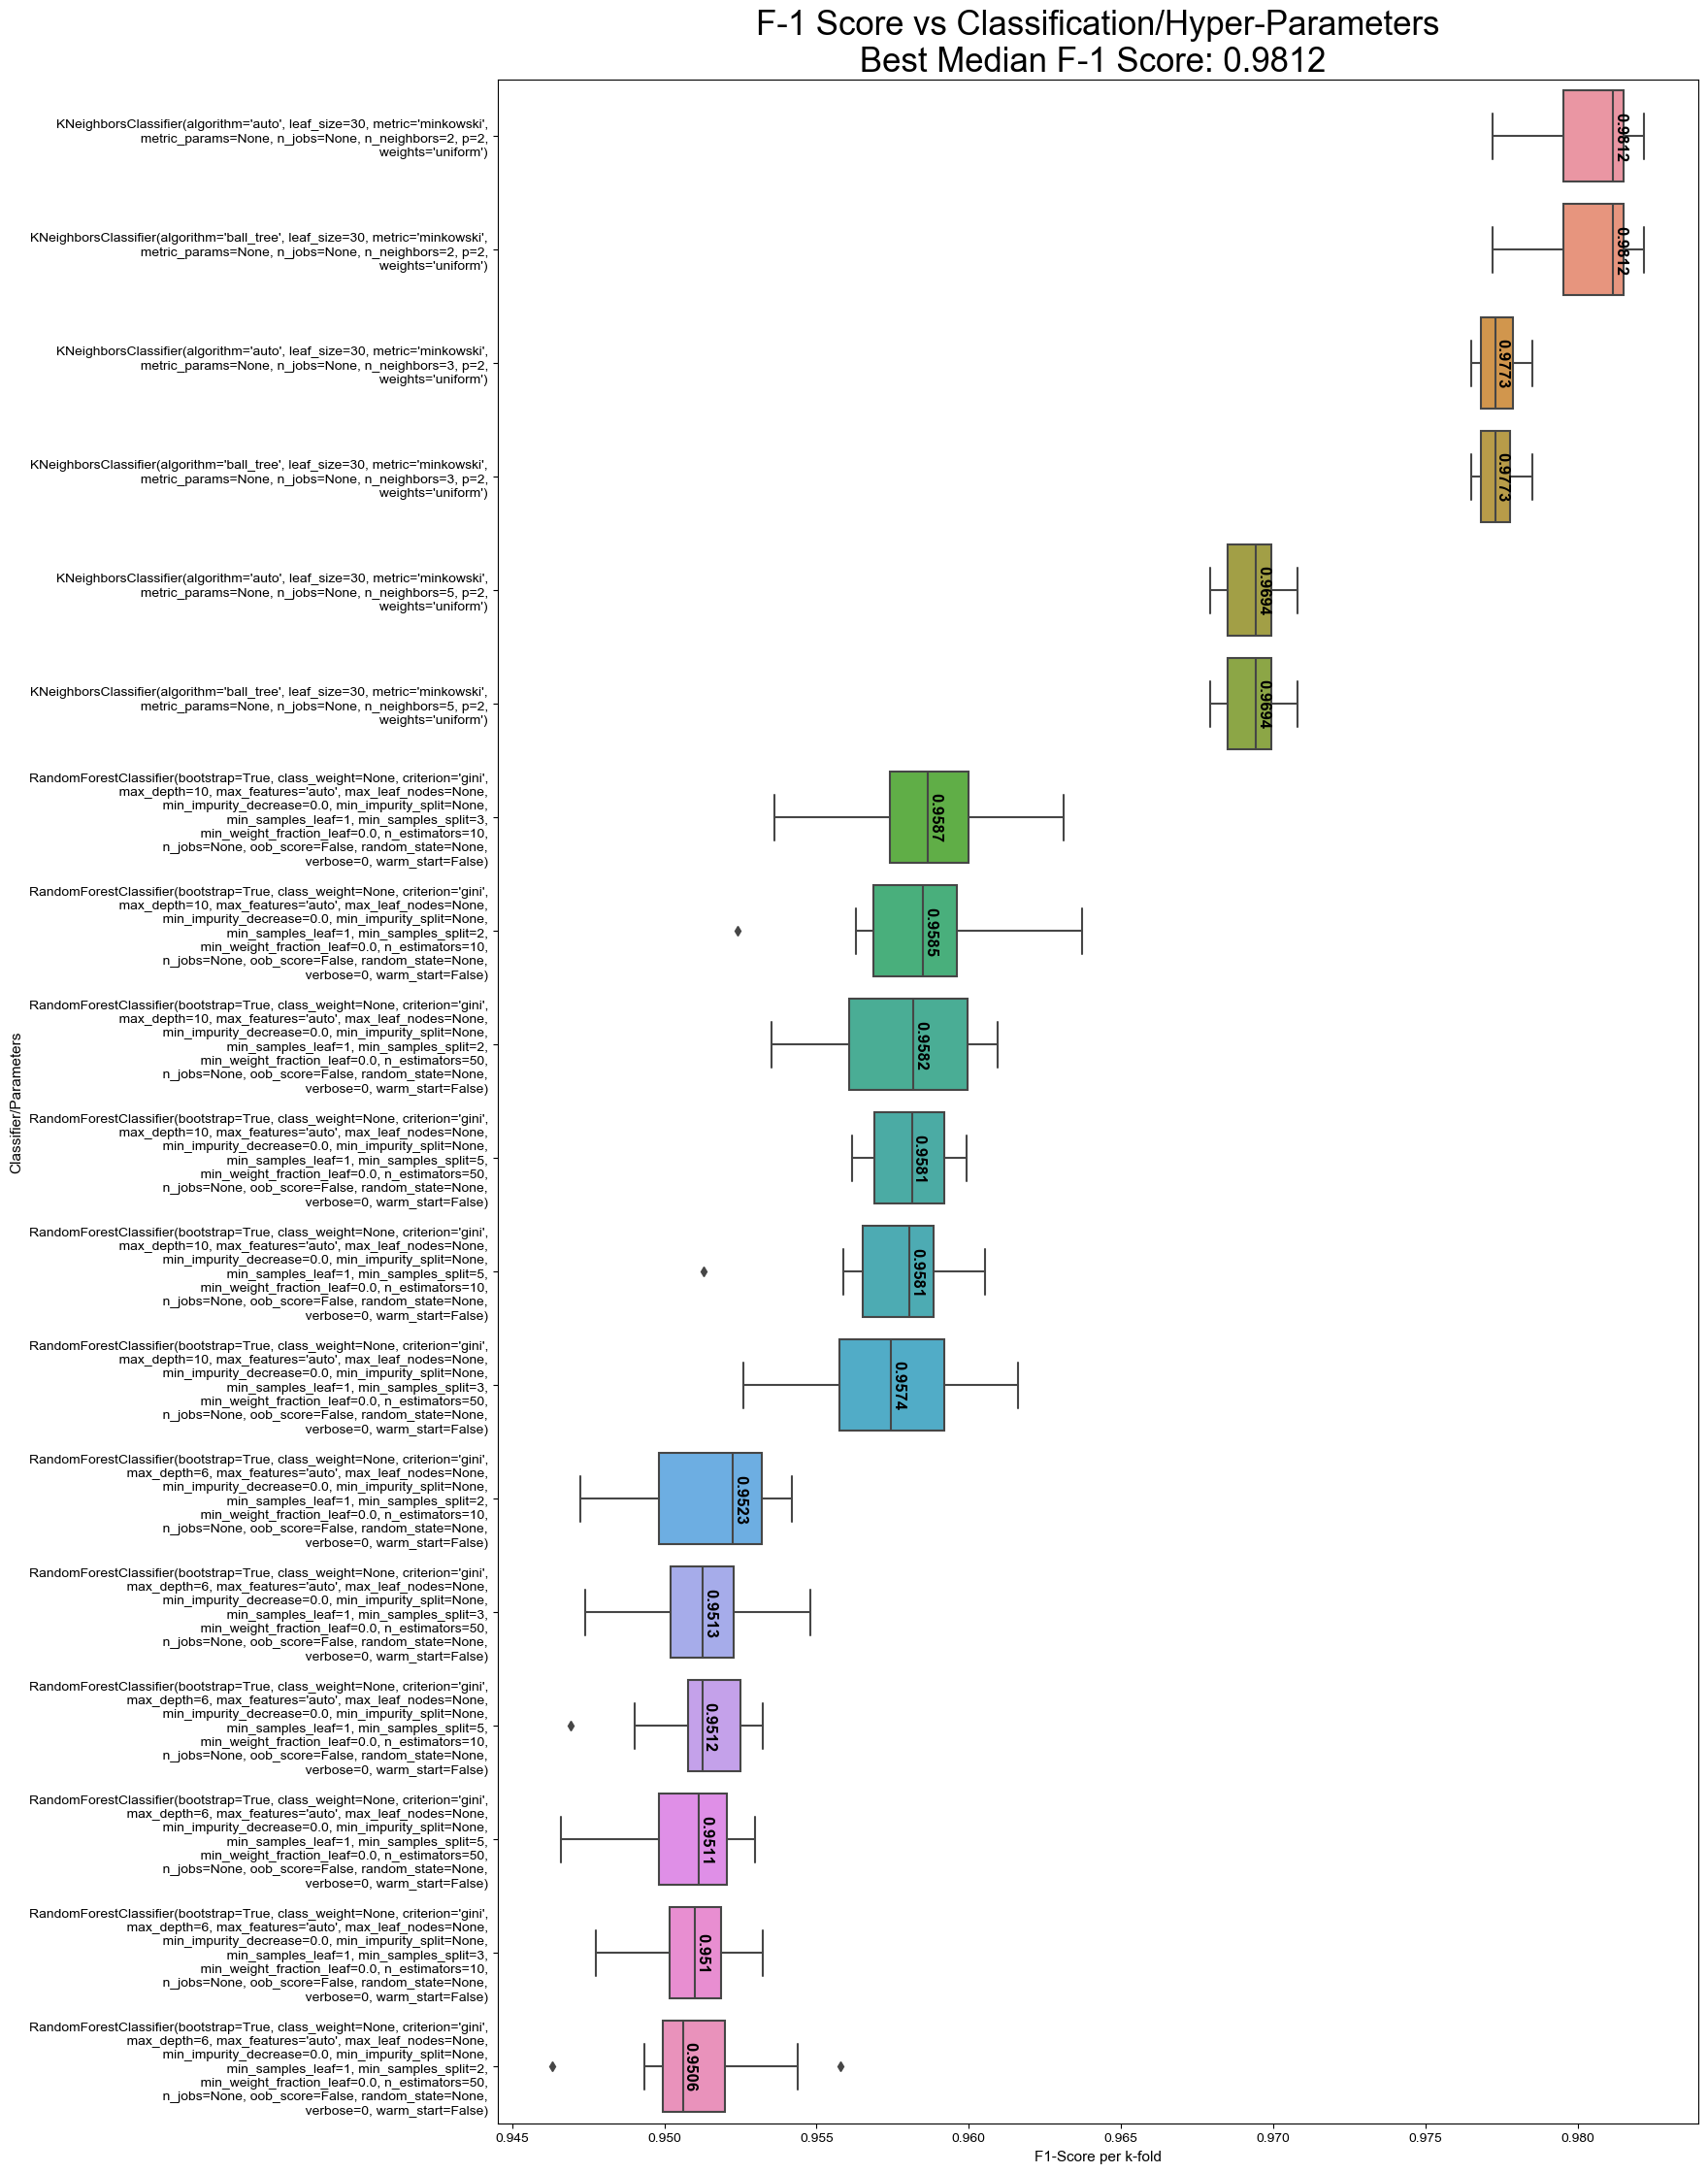 F-1 Score vs Classification/Hyper-Parameters
Best Median F-1 Score: 0.9812
Classifier/Parameters
KNeighborsClassifier(algorithm='auto', leaf_size=30, metric='minkowski',
metric_params=None, n_jobs=None, n_neighbors=2, p=2,
weights='uniform')
0.9812
KNeighborsClassifier(algorithm='ball_tree', leaf_size=30, metric='minkowski',
metric_params=None, n_jobs=None, n_neighbors=2, p=2,
weights='uniform')
0.9812
KNeighborsClassifier(algorithm='auto', leaf_size=30, metric='minkowski',
metric_params=None, n_jobs=None, n_neighbors=3, p=2,
weights='uniform')
0.9773
KNeighborsClassifier(algorithm='ball_tree', leaf_size=30, metric='minkowski',
metric_params=None, n_jobs=None, n_neighbors=3, p=2,
weights='uniform')
0.9773
KNeighborsClassifier(algorithm='auto', leaf_size=30, metric='minkowski',
metric_params=None, n_jobs=None, n_neighbors=5, p=2,
weights='uniform')
0.9694
KNeighborsClassifier(algorithm='ball_tree', leaf_size=30, metric='minkowski',
metric_params=None, n_jobs=None, n_neighbors=5, p=2,
weights='uniform')
0.9694
RandomForestClassifier(bootstrap=True, class_weight=None, criterion='gini',
max_depth=10, max_features='auto', max_leaf_nodes=None,
min_impurity_decrease=0.0, min_impurity_split=None,
min_samples_leaf=1, min_samples_split=3,
min_weight_fraction_leaf=0.0, n_estimators=10,
n_jobs=None, oob_score=False, random_state=None,
verbose=0, warm_start=False)
0.9587
RandomForestClassifier(bootstrap=True, class_weight=None, criterion='gini',
max_depth=10, max_features='auto', max_leaf_nodes=None,
min_impurity_decrease=0.0, min_impurity_split=None,
min_samples_leaf=1, min_samples_split=2,
min_weight_fraction_leaf=0.0, n_estimators=10,
n_jobs=None, oob_score=False, random_state=None,
verbose=0, warm_start=False)
0.9585
RandomForestClassifier(bootstrap=True, class_weight=None, criterion='gini',
max_depth=10, max_features='auto', max_leaf_nodes=None,
min_impurity_decrease=0.0, min_impurity_split=None,
min_samples_leaf=1, min_samples_split=2,
min_weight_fraction_leaf=0.0, n_estimators=50,
n_jobs=None, oob_score=False, random_state=None,
verbose=0, warm_start=False)
0.9582
RandomForestClassifier(bootstrap=True, class_weight=None, criterion='gini',
max_depth=10, max_features='auto', max_leaf_nodes=None,
min_impurity_decrease=0.0, min_impurity_split=None,
min_samples_leaf=1, min_samples_split=5,
min_weight_fraction_leaf=0.0, n_estimators=50,
n_jobs=None, oob_score=False, random_state=None,
verbose=0, warm_start=False)
0.9581
RandomForestClassifier(bootstrap=True, class_weight=None, criterion='gini',
max_depth=10, max_features='auto', max_leaf_nodes=None,
min_impurity_decrease=0.0, min_impurity_split=None,
min_samples_leaf=1, min_samples_split=5,
min_weight_fraction_leaf=0.0, n_estimators=10,
n_jobs=None, oob_score=False, random_state=None,
verbose=0, warm_start=False)
0.9581
RandomForestClassifier(bootstrap=True, class_weight=None, criterion='gini',
max_depth=10, max_features='auto', max_leaf_nodes=None,
min_impurity_decrease=0.0, min_impurity_split=None,
min_samples_leaf=1, min_samples_split=3,
min_weight_fraction_leaf=0.0, n_estimators=50,
n_jobs=None, oob_score=False, random_state=None,
verbose=0, warm_start=False)
0.9574
RandomForestClassifier(bootstrap=True, class_weight=None, criterion='gini',
max_depth=6, max_features='auto', max_leaf_nodes=None,
min_impurity_decrease=0.0, min_impurity_split=None,
min_samples_leaf=1, min_samples_split=2,
min_weight_fraction_leaf=0.0, n_estimators=10,
n_jobs=None, oob_score=False, random_state=None,
verbose=0, warm_start=False)
0.9523
RandomForestClassifier(bootstrap=True, class_weight=None, criterion='gini',
max_depth=6, max_features='auto', max_leaf_nodes=None,
min_impurity_decrease=0.0, min_impurity_split=None,
min_samples_leaf=1, min_samples_split=3,
min_weight_fraction_leaf=0.0, n_estimators=50,
n_jobs=None, oob_score=False, random_state=None,
verbose=0, warm_start=False)
0.9513
RandomForestClassifier(bootstrap=True, class_weight=None, criterion='gini',
max_depth=6, max_features='auto', max_leaf_nodes=None,
min_impurity_decrease=0.0, min_impurity_split=None,
min_samples_leaf=1, min_samples_split=5,
min_weight_fraction_leaf=0.0, n_estimators=10,
n_jobs=None, oob_score=False, random_state=None,
verbose=0, warm_start=False)
0.9512
RandomForestClassifier(bootstrap=True, class_weight=None, criterion='gini',
max_depth=6, max_features='auto', max_leaf_nodes=None,
min_impurity_decrease=0.0, min_impurity_split=None,
min_samples_leaf=1, min_samples_split=5,
min_weight_fraction_leaf=0.0, n_estimators=50,
n_jobs=None, oob_score=False, random_state=None,
verbose=0, warm_start=False)
0.9511
RandomForestClassifier(bootstrap=True, class_weight=None, criterion='gini',
max_depth=6, max_features='auto', max_leaf_nodes=None,
min_impurity_decrease=0.0, min_impurity_split=None,
min_samples_leaf=1, min_samples_split=3,
min_weight_fraction_leaf=0.0, n_estimators=10,
n_jobs=None, oob_score=False, random_state=None,
verbose=0, warm_start=False)
0.951
RandomForestClassifier(bootstrap=True, class_weight=None, criterion='gini',
max_depth=6, max_features='auto', max_leaf_nodes=None,
min_impurity_decrease=0.0, min_impurity_split=None,
min_samples_leaf=1, min_samples_split=2,
min_weight_fraction_leaf=0.0, n_estimators=50,
n_jobs=None, oob_score=False, random_state=None,
verbose=0, warm_start=False)
0.9506
0.945 0.950 0.955 0.960 0.965 0.970 0.975 0.980
F1-Score per k-fold